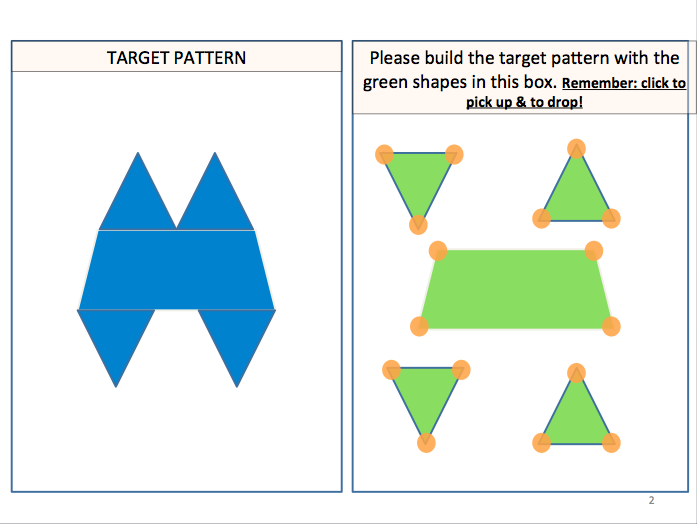 TARGET PATTERN
Please build the target pattern with the
green shapes in this box. Remember: click to
pick up & to drop!
2